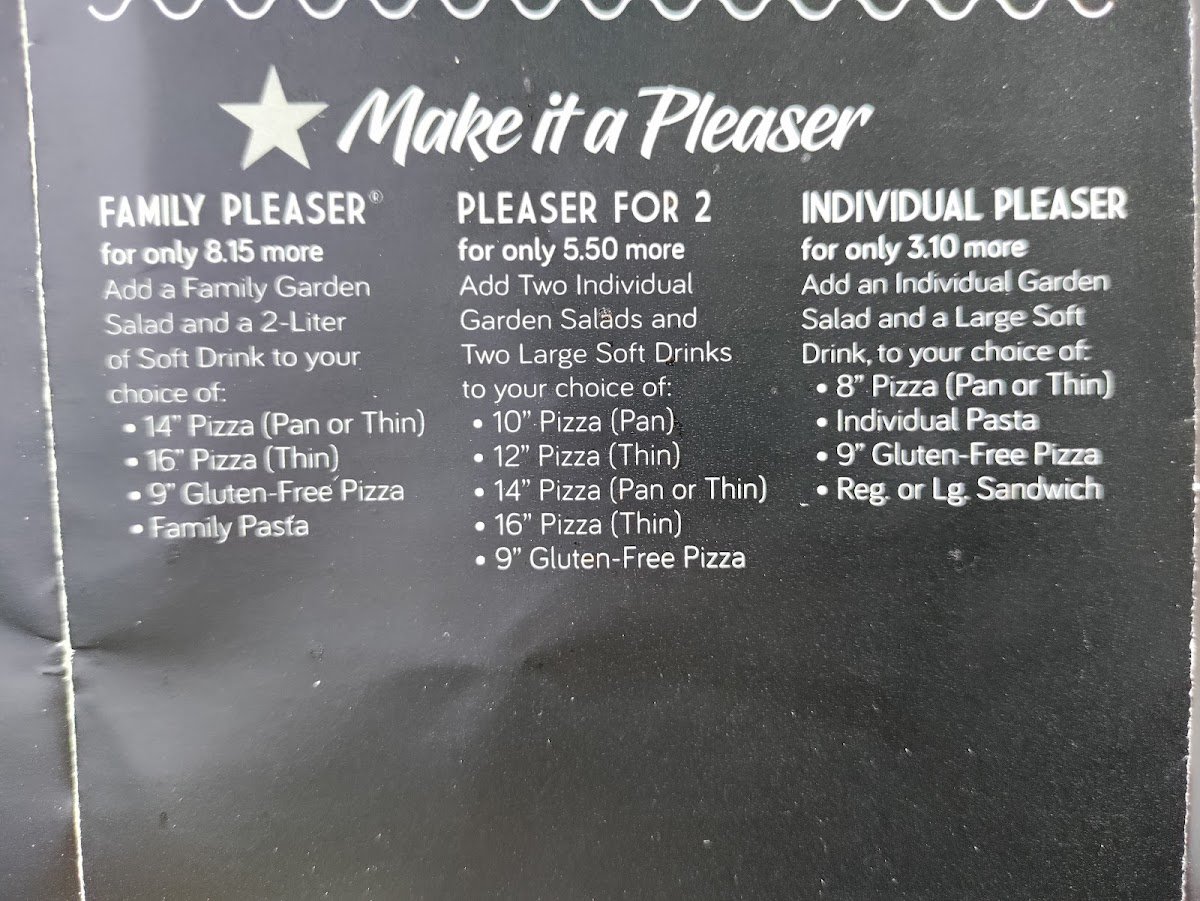 Make it a Pleaser
FAMILY PLEASER®
for only 8.15 more
Add a Family Garden
Salad and a 2-Liter
of Soft Drink to your
choice of:
• 14" Pizza (Pan or Thin)
• 16" Pizza (Thin)
• 9" Gluten-Free Pizza
• Family Pasta
PLEASER FOR 2
for only 5.50 more
Add Two Individual
Garden Salads and
Two Large Soft Drinks
to your choice of:
• 10" Pizza (Pan)
• 12" Pizza (Thin)
• 14" Pizza (Pan or Thin)
• 16" Pizza (Thin)
• 9" Gluten-Free Pizza
INDIVIDUAL PLEASER
for only 3.10 more
Add an Individual Garden
Salad and a Large Soft
Drink, to your choice of:
• 8" Pizza (Pan or Thin)
• Individual Pasta
• 9" Gluten-Free Pizza
• Reg. or Lg. Sandwich